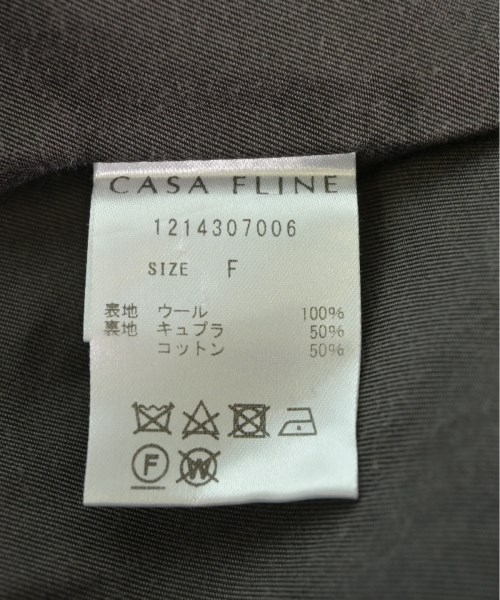 CASA FLINE
1214307006
SIZE F
表地 ウール 100%
裏地 キュプラ 50%
コットン 50%
F
W